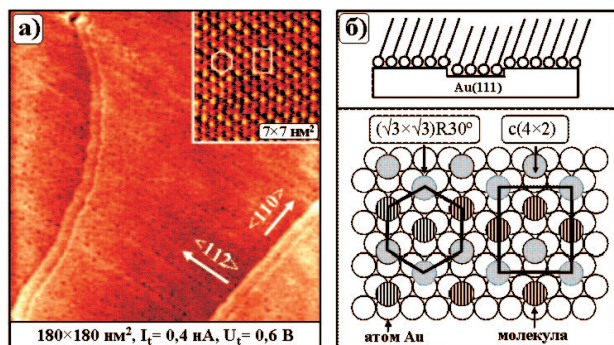 а)
7×7 нм²
<110>
<112>
180×180 нм², Iₜ= 0,4 нА, Uₜ= 0,6 В
б)
Au(111)
(√3×√3)R30º
c(4×2)
атом Au
молекула